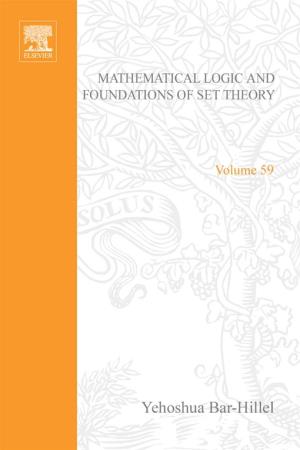 ELSEVIER
MATHEMATICAL LOGIC AND
FOUNDATIONS OF SET THEORY
Volume 59
SOLUS
Yehoshua Bar-Hillel